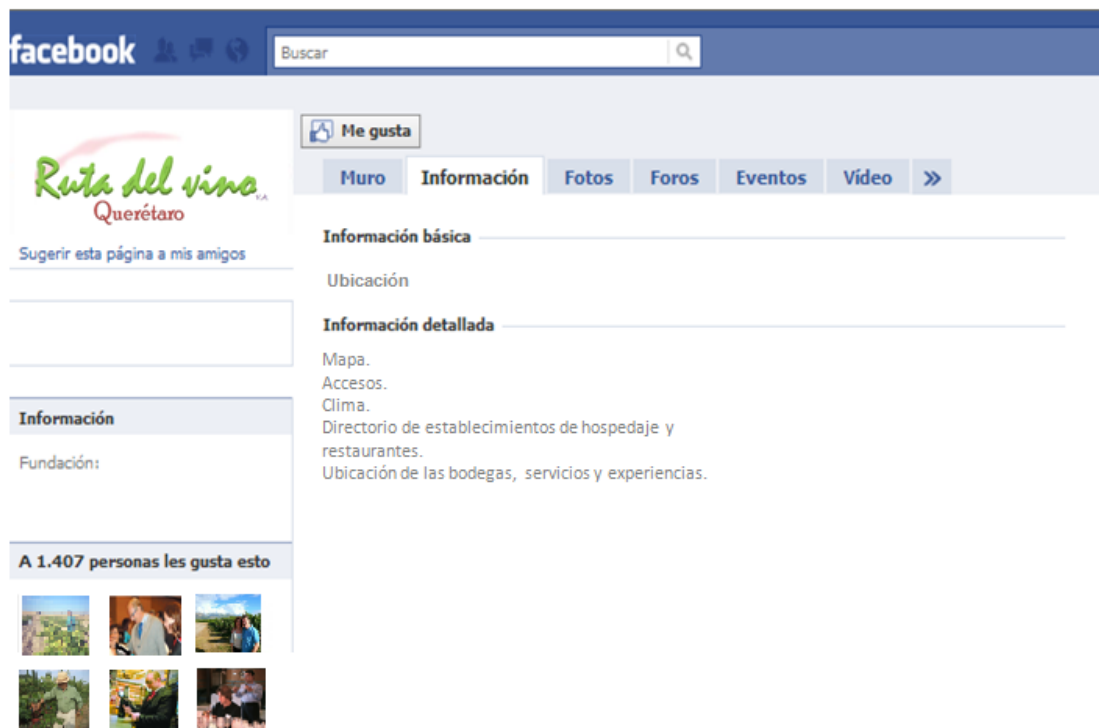 facebook
Buscar
Ruta del vino
Querétaro
Sugerir esta página a mis amigos
Información
Fundación:
A 1.407 personas les gusta esto
Me gusta
Muro Información Fotos Foros Eventos Vídeo »
Información básica
Ubicación
Información detallada
Mapa.
Accesos.
Clima.
Directorio de establecimientos de hospedaje y
restaurantes.
Ubicación de las bodegas, servicios y experiencias.